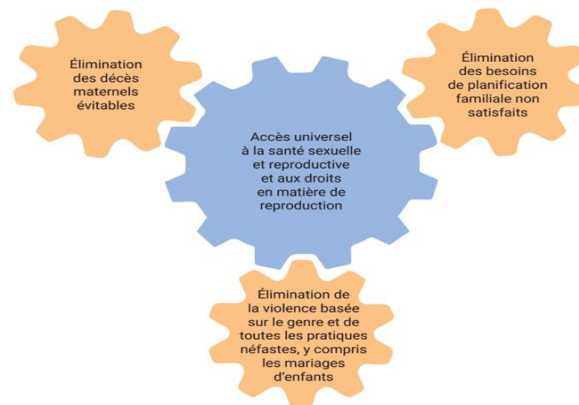 Élimination
des décès
maternels
évitables
Élimination
des besoins
de planification
familiale non
satisfaits
Accès universel
à la santé sexuelle
et reproductive
et aux droits
en matière de
reproduction
Élimination de
la violence basée
sur le genre et de
toutes les pratiques
néfastes, y compris
les mariages
d'enfants